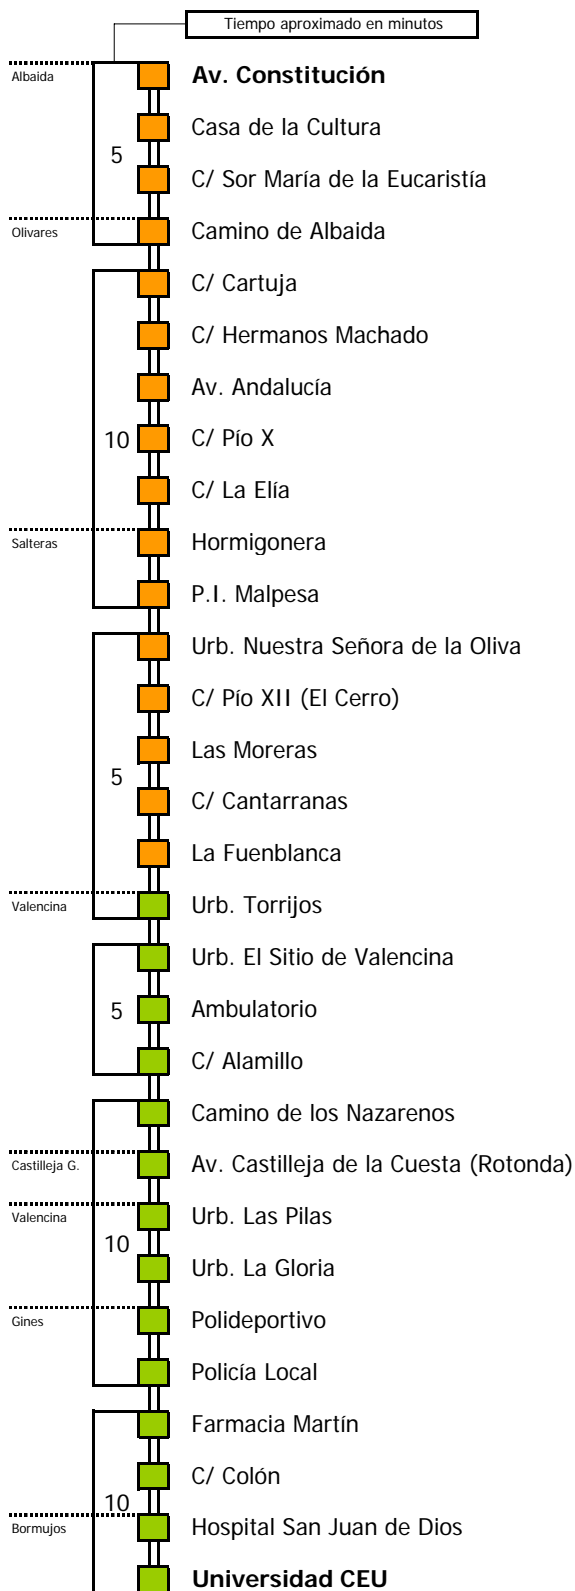 Tiempo aproximado en minutos
Albaida
Av. Constitución
Casa de la Cultura
5
C/ Sor María de la Eucaristía
Olivares
Camino de Albaida
C/ Cartuja
C/ Hermanos Machado
Av. Andalucía
10
C/ Pío X
C/ La Elía
Salteras
Hormigonera
P.I. Malpesa
Urb. Nuestra Señora de la Oliva
C/ Pío XII (El Cerro)
Las Moreras
5
C/ Cantarranas
La Fuenblanca
Valencina
Urb. Torrijos
Urb. El Sitio de Valencina
5
Ambulatorio
C/ Alamillo
Camino de los Nazarenos
Castilleja G.
Av. Castilleja de la Cuesta (Rotonda)
Valencina
Urb. Las Pilas
10
Urb. La Gloria
Gines
Polideportivo
Policía Local
Farmacia Martín
C/ Colón
10
Bormujos
Hospital San Juan de Dios
Universidad CEU